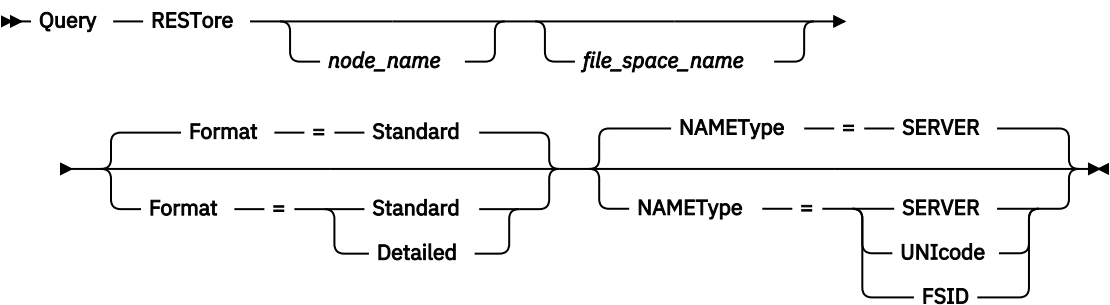 Query RESTore
node_name file_space_name
Format = Standard NAMEType = SERVER
Format = Standard NAMEType = SERVER
Detailed UNIcode
FSID